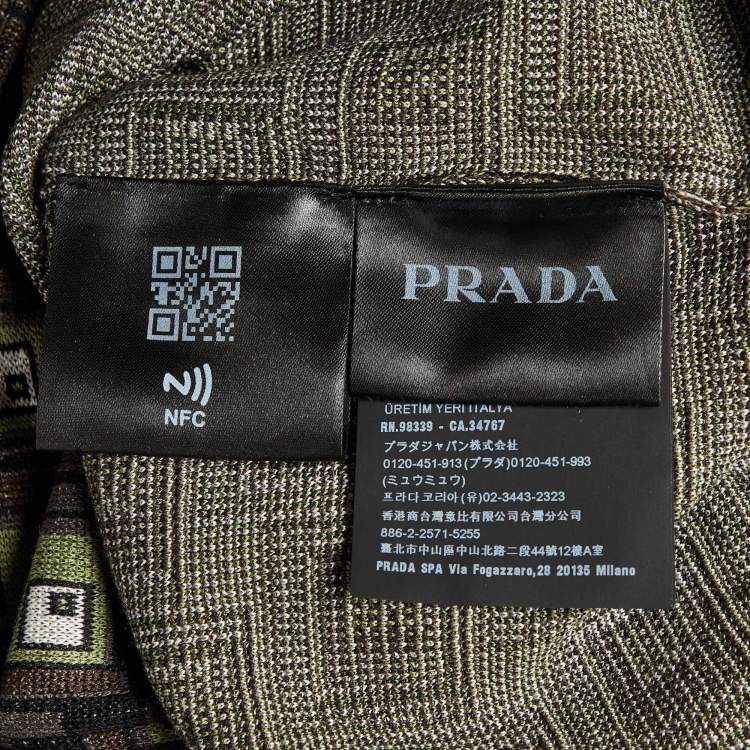 NFC
PRADA
ÜRETİM YERİ İTALYA
RN.98339 - CA.34767
プラダジャパン株式会社
0120-451-913(プラダ)0120-451-993
(ミュウミュウ)
프라다코리아(유)02-3443-2323
香港商台灣意比有限公司台灣分公司
886-2-2571-5255
臺北市中山區中山北路二段44號12樓A室
PRADA SPA Via Fogazzaro,28 20135 Milano